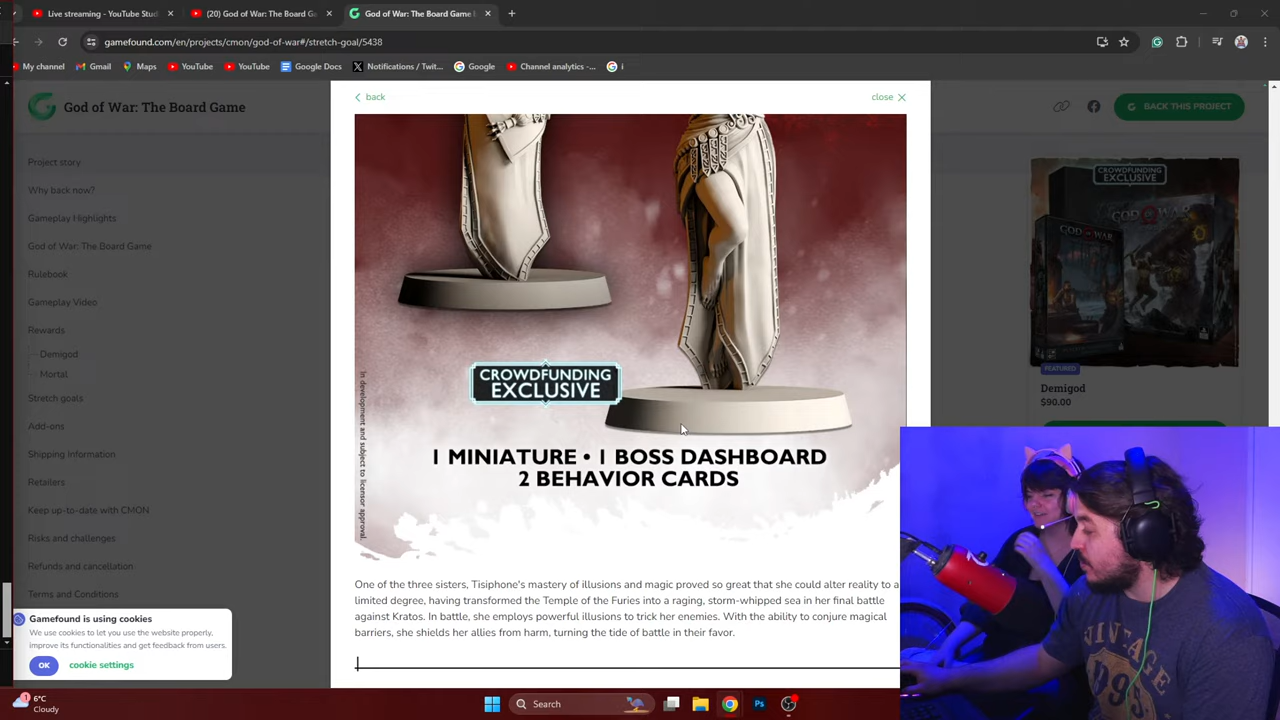 Live streaming - YouTube Stud
(20) God of War: The Board G
God of War: The Board Game
gamefound.com/en/projects/cmon/god-of-war#/stretch-goal/5438
My channel
Gmail
Maps
YouTube
YouTube
Google Docs
Notifications / Twit...
Google
Channel analytics -...
i
God of War: The Board Game
BACK THIS PROJECT
back
close
Project story
Why back now?
Gameplay Highlights
God of War: The Board Game
Rulebook
Gameplay Video
Rewards
Demigod
Mortal
Stretch goals
Add-ons
Shipping Information
Retailers
Keep up-to-date with CMON
Risks and challenges
Refunds and cancellation
Terms and Conditions
CROWDFUNDING
EXCLUSIVE
GOD OF WAR
GOD OF WAR
FEATURED
Demigod
$90.00
CROWDFUNDING
EXCLUSIVE
In development and subject to licensor approval.
1 MINIATURE • 1 BOSS DASHBOARD
2 BEHAVIOR CARDS
One of the three sisters, Tisiphone's mastery of illusions and magic proved so great that she could alter reality to a
limited degree, having transformed the Temple of the Furies into a raging, storm-whipped sea in her final battle
against Kratos. In battle, she employs powerful illusions to trick her enemies. With the ability to conjure magical
barriers, she shields her allies from harm, turning the tide of battle in their favor.
Gamefound is using cookies
We use cookies to let you use the website properly,
improve its functionalities and get feedback from users.
OK
cookie settings
VINTAGE
1
6°C
Cloudy
Search
Ps